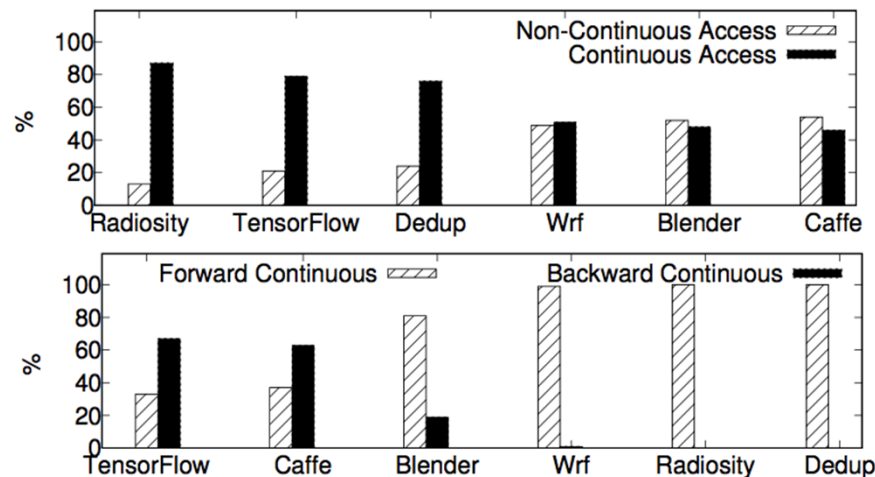 Non-Continuous Access
Continuous Access
%
100
80
60
40
20
0
Radiosity TensorFlow Dedup Wrf Blender Caffe
Forward Continuous Backward Continuous
%
100
80
60
40
20
0
TensorFlow Caffe Blender Wrf Radiosity Dedup